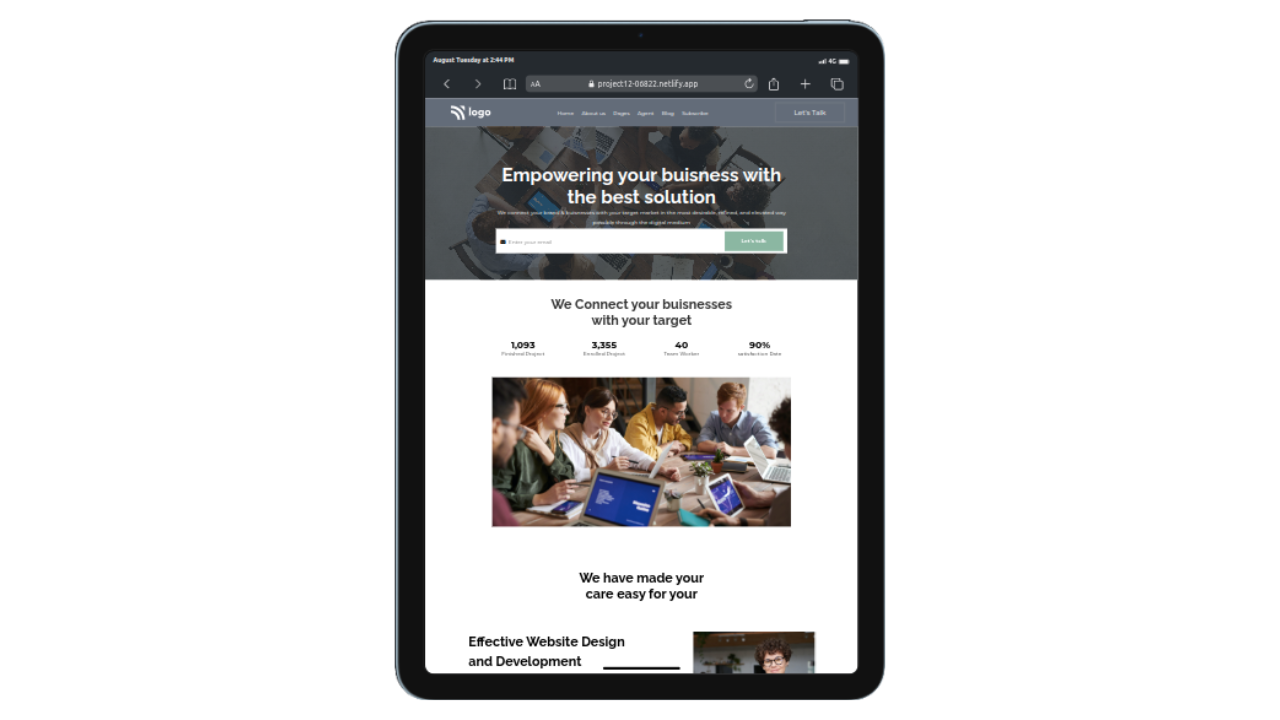 August Tuesday at 2:44 PM
4G
AA
project12-06822.netlify.app
logo
Home About us Stages Agent Blog Subscribe
Let's Talk
Empowering your buisness with
the best solution
We connect your brand & businesses with your target market in the most desirable, refined, and elevated way
possible through the digital medium
Enter your email
Let's talk
We Connect your buisnesses
with your target
1,093 3,355 40 90%
Finished Project Enrolled Project Team Worker satisfaction Rate
We have made your
care easy for your
Effective Website Design
and Development